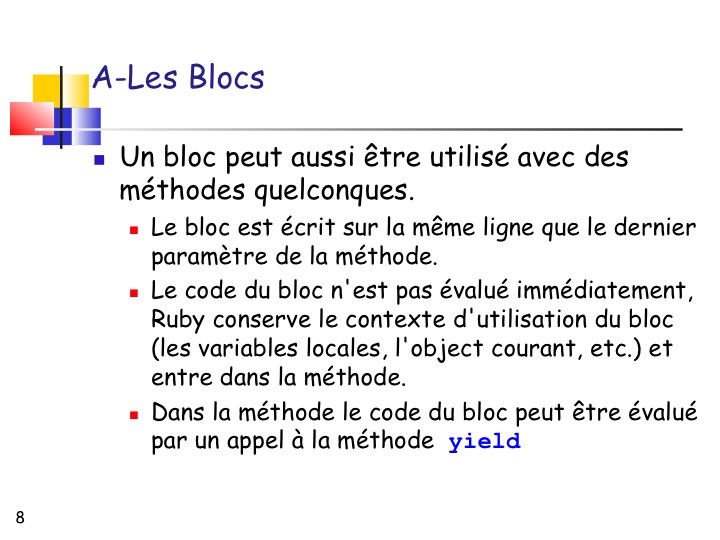 A-Les Blocs
Un bloc peut aussi être utilisé avec des
méthodes quelconques.
Le bloc est écrit sur la même ligne que le dernier
paramètre de la méthode.
Le code du bloc n'est pas évalué immédiatement,
Ruby conserve le contexte d'utilisation du bloc
(les variables locales, l'object courant, etc.) et
entre dans la méthode.
Dans la méthode le code du bloc peut être évalué
par un appel à la méthode yield
8